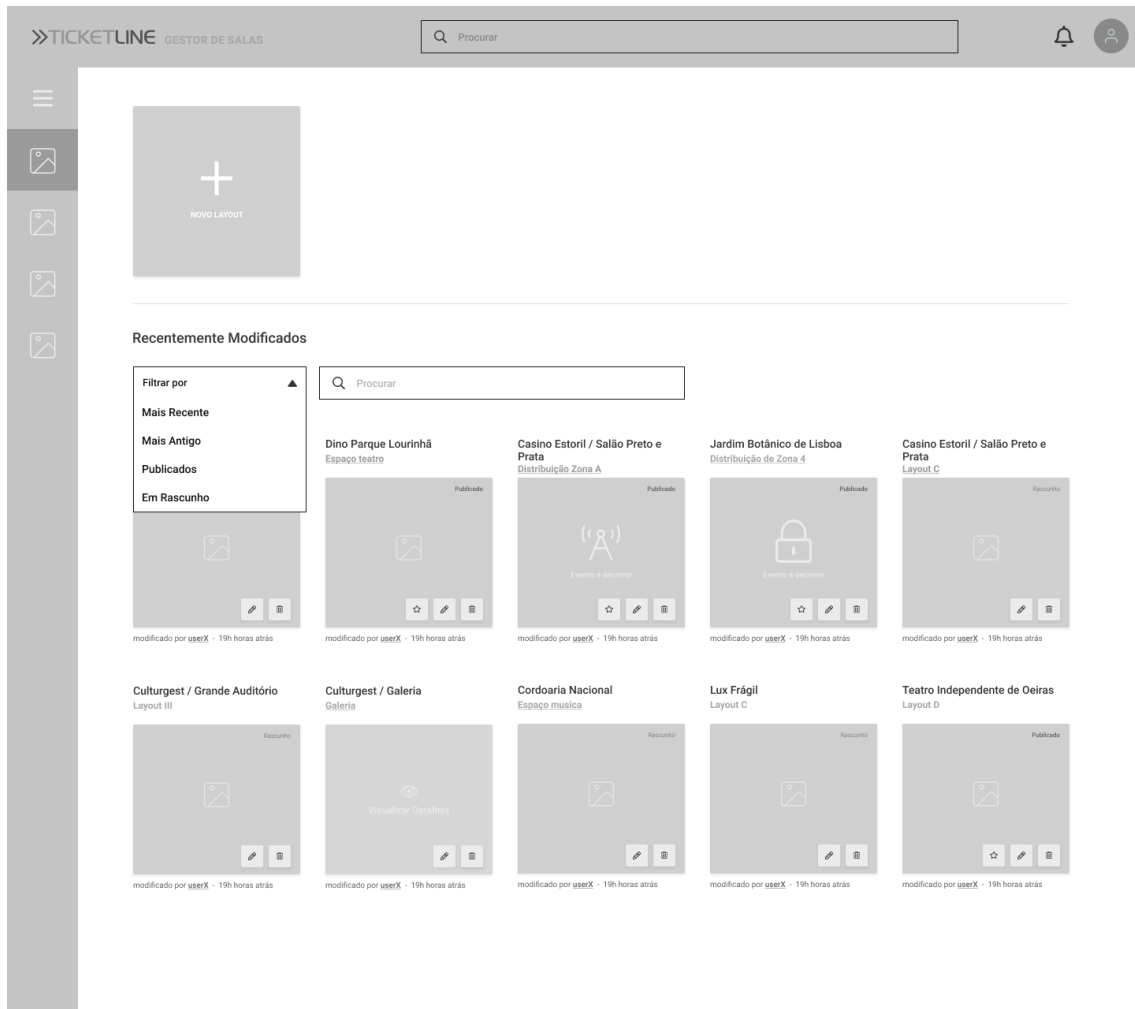 TICKETLINE GESTOR DE SALAS
Procurar
NOVO LAYOUT
Recentemente Modificados
Filtrar por
Procurar
Mais Recente
Mais Antigo
Publicados
Em Rascunho
Dino Parque Lourinhã
Espaço teatro
Publicado
Casino Estoril / Salão Preto e
Prata
Distribuição Zona A
Publicado
Evento a decorrer
Jardim Botânico de Lisboa
Distribuição de Zona 4
Publicado
Evento a decorrer
Casino Estoril / Salão Preto e
Prata
Layout C
Rascunho
modificado por userX - 19h horas atrás
modificado por userX - 19h horas atrás
modificado por userX - 19h horas atrás
modificado por userX - 19h horas atrás
modificado por userX - 19h horas atrás
Culturgest / Grande Auditório
Layout III
Rascunho
Culturgest / Galeria
Galeria
Visualizar Detalhes
Cordoaria Nacional
Espaço musica
Rascunho
Lux Frágil
Layout C
Rascunho
Teatro Independente de Oeiras
Layout D
Publicado
modificado por userX - 19h horas atrás
modificado por userX - 19h horas atrás
modificado por userX - 19h horas atrás
modificado por userX - 19h horas atrás
modificado por userX - 19h horas atrás